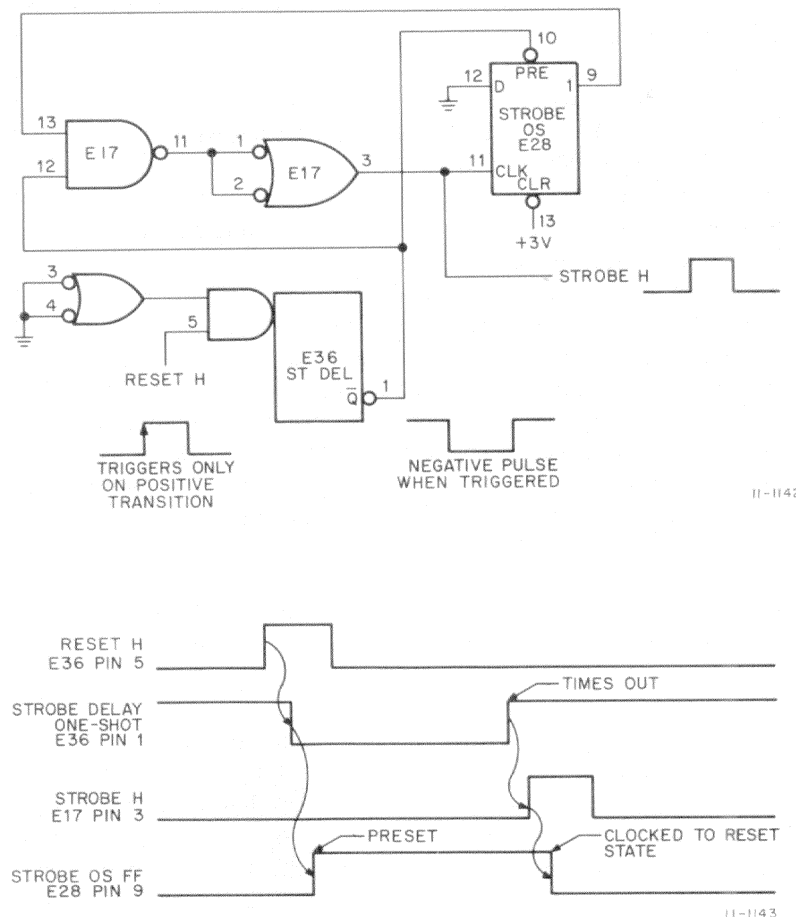 10
12
PRE
9
D
1
STROBE
OS
E28
13
E17
11
1
2
E17
3
11
CLK
CLR
12
13
+3V
STROBE H
3
4
5
RESET H
E36
ST DEL
Q̅
1
TRIGGERS ONLY
ON POSITIVE
TRANSITION
NEGATIVE PULSE
WHEN TRIGGERED
11-1142
RESET H
E36 PIN 5
TIMES OUT
STROBE DELAY
ONE-SHOT
E36 PIN 1
STROBE H
E17 PIN 3
PRESET
CLOCKED TO RESET
STATE
STROBE OS FF
E28 PIN 9
11-1143